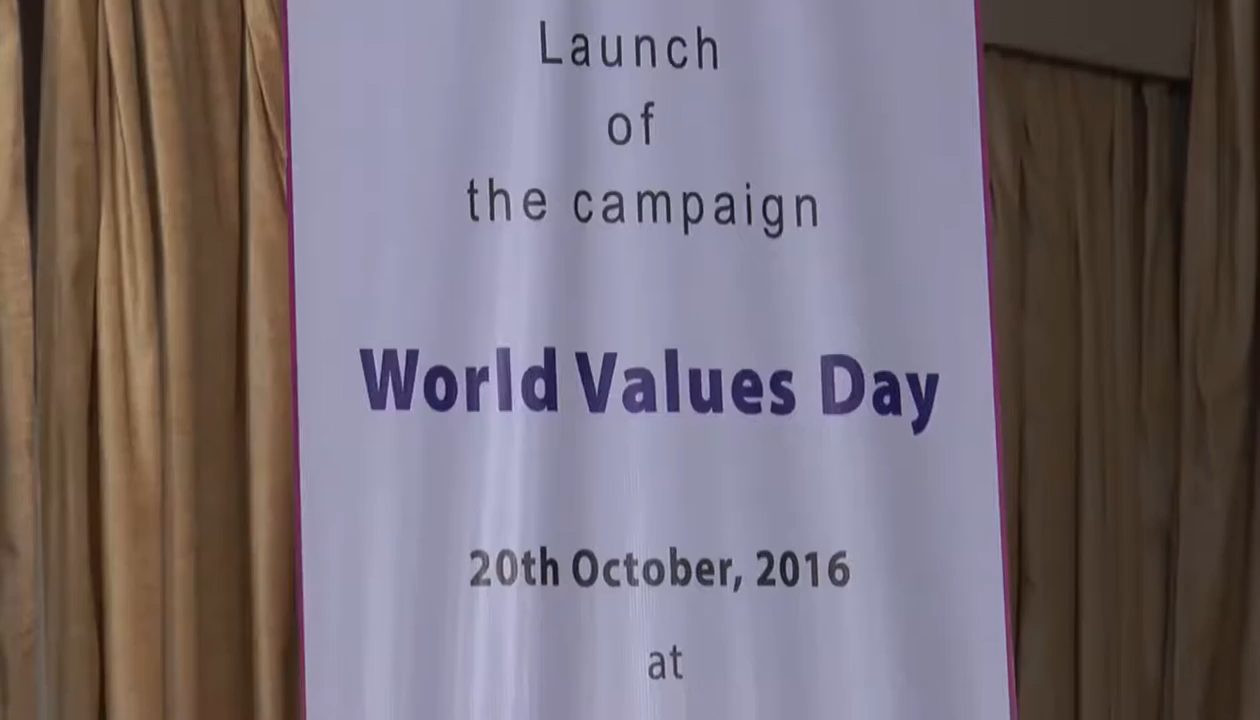 Launch
of
the campaign
World Values Day
20th October, 2016
at